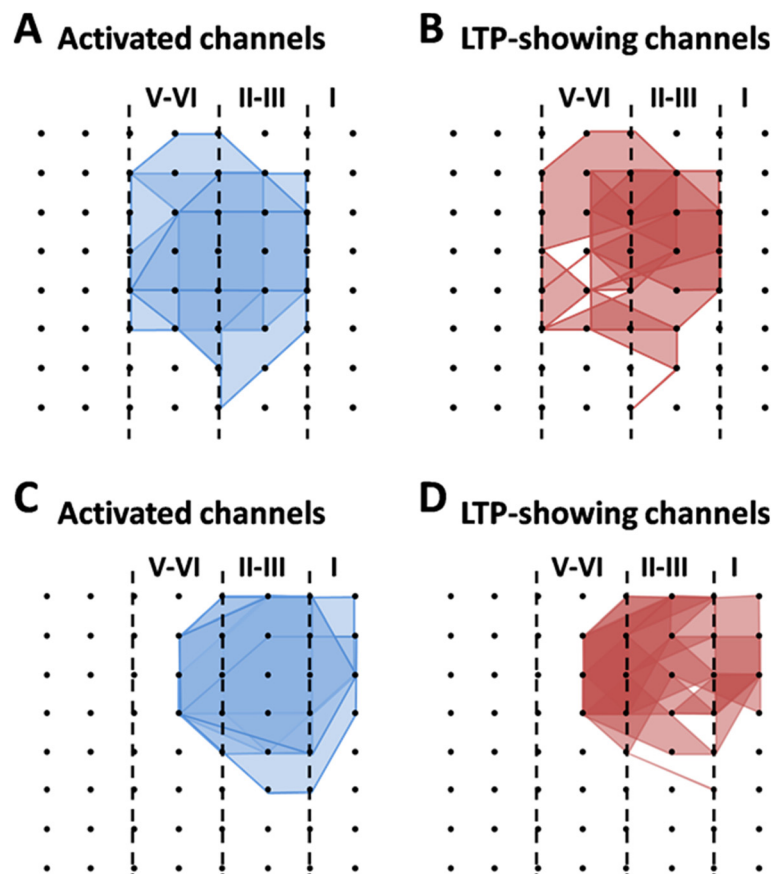 A Activated channels
B LTP-showing channels
V-VI II-III I
V-VI II-III I
C Activated channels
D LTP-showing channels
V-VI II-III I
V-VI II-III I